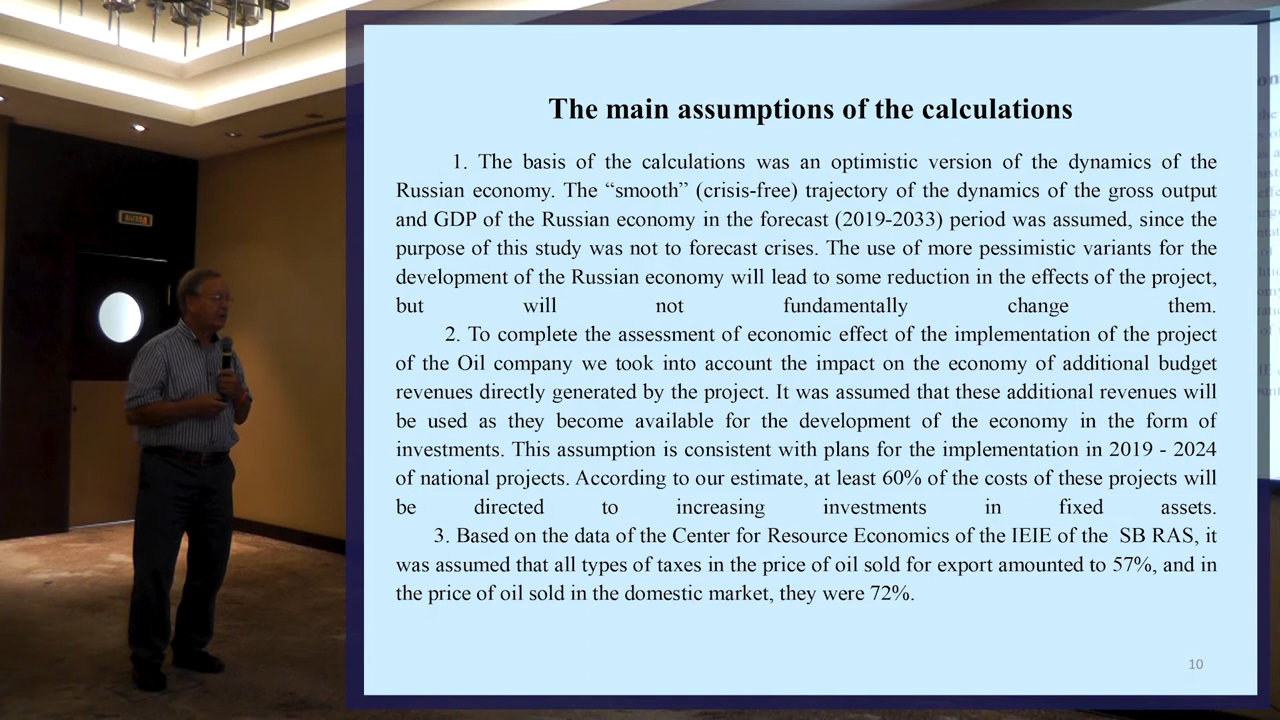 The main assumptions of the calculations
1. The basis of the calculations was an optimistic version of the dynamics of the
Russian economy. The “smooth” (crisis-free) trajectory of the dynamics of the gross output
and GDP of the Russian economy in the forecast (2019-2033) period was assumed, since the
purpose of this study was not to forecast crises. The use of more pessimistic variants for the
development of the Russian economy will lead to some reduction in the effects of the project,
but will not fundamentally change them.
2. To complete the assessment of economic effect of the implementation of the project
of the Oil company we took into account the impact on the economy of additional budget
revenues directly generated by the project. It was assumed that these additional revenues will
be used as they become available for the development of the economy in the form of
investments. This assumption is consistent with plans for the implementation in 2019 - 2024
of national projects. According to our estimate, at least 60% of the costs of these projects will
be directed to increasing investments in fixed assets.
3. Based on the data of the Center for Resource Economics of the IEIE of the SB RAS, it
was assumed that all types of taxes in the price of oil sold for export amounted to 57%, and in
the price of oil sold in the domestic market, they were 72%.
10